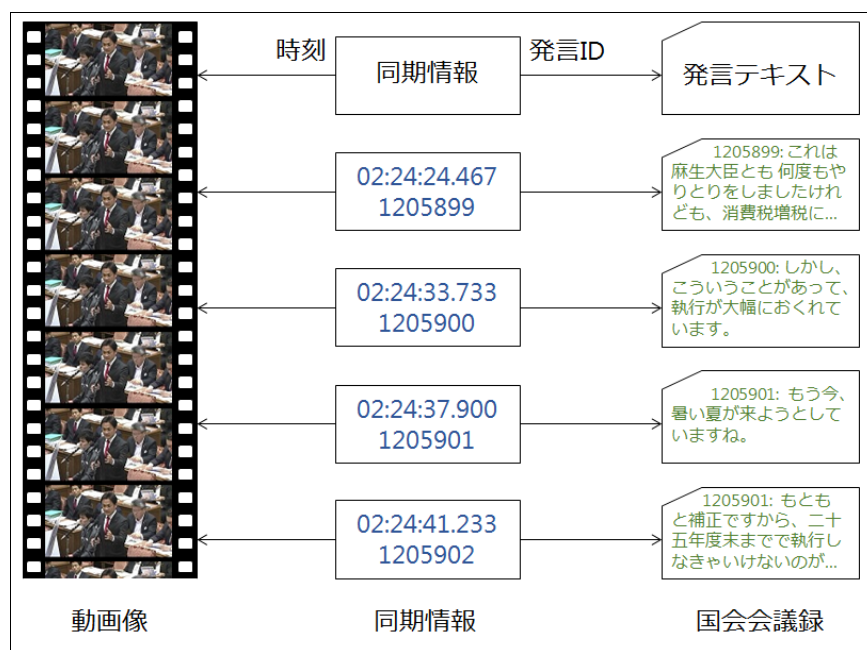 時刻
同期情報
発言ID
発言テキスト
02:24:24.467
1205899
1205899: これは
麻生大臣とも 何度もや
りとりをしましたけれ
ども、消費税増税に...
02:24:33.733
1205900
1205900: しかし、
こういうことがあって、
執行が大幅におくれて
います。
02:24:37.900
1205901
1205901: もう今、
暑い夏が来ようとして
いますね。
02:24:41.233
1205902
1205901: もともと
と補正ですから、二十
五年度末までで執行し
なきゃいけないのが...
動画像
同期情報
国会会議録